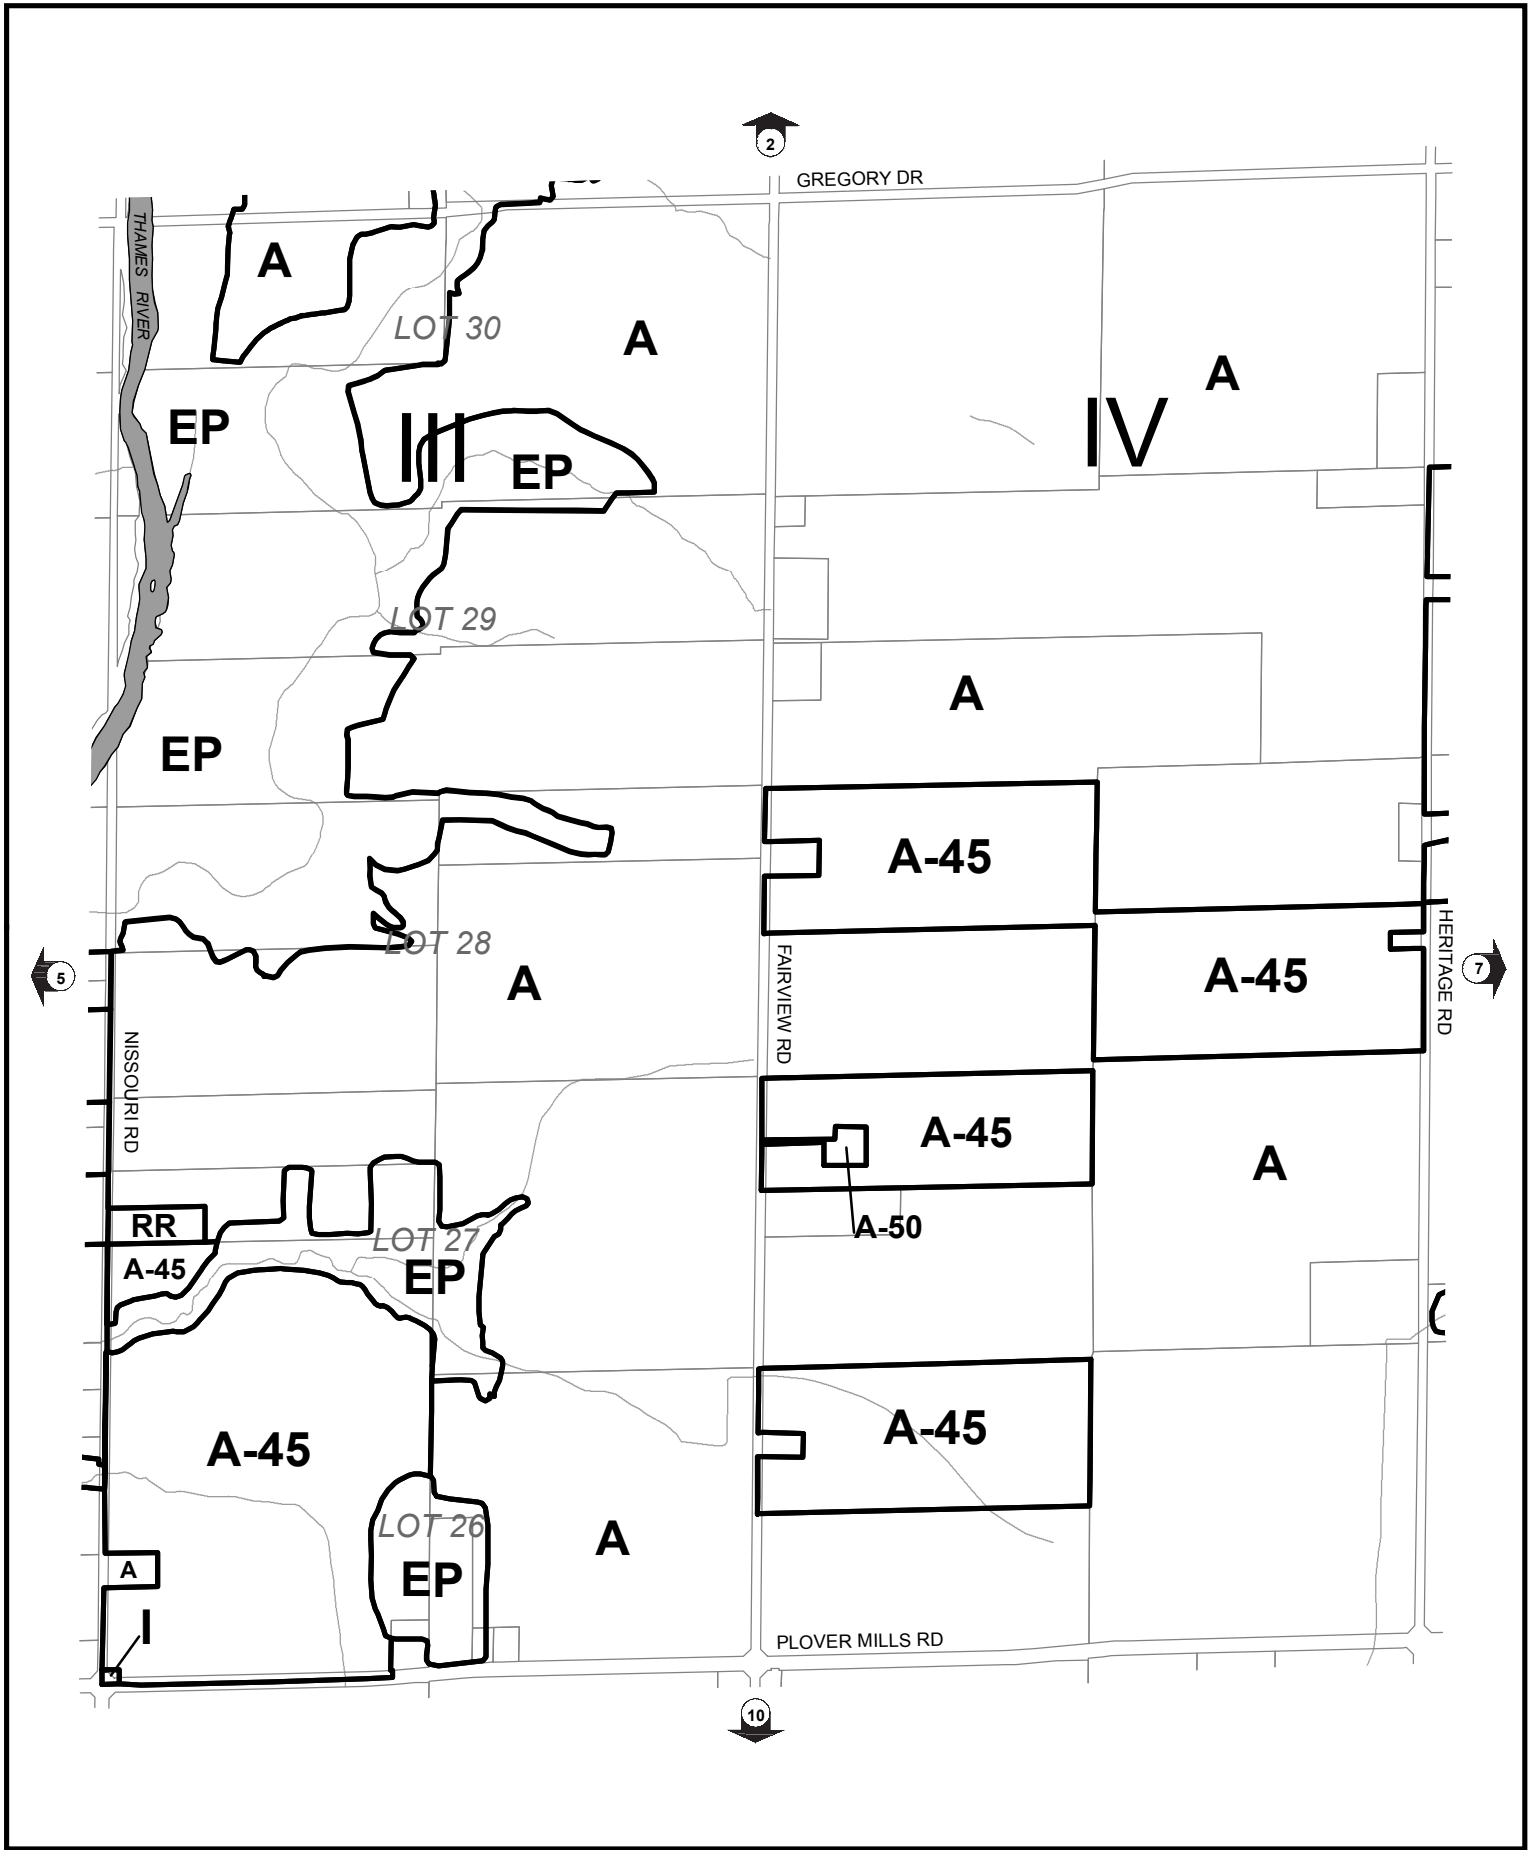 2
GREGORY DR
THAMES RIVER
A
LOT 30
A
A
EP
III
IV
EP
LOT 29
A
EP
A-45
LOT 28
A
A-45
5
7
FAIRVIEW RD
HERITAGE RD
NISSOURI RD
A-45
A
RR
A-50
LOT 27
A-45
EP
A-45
A-45
LOT 26
A
A
EP
I
PLOVER MILLS RD
10